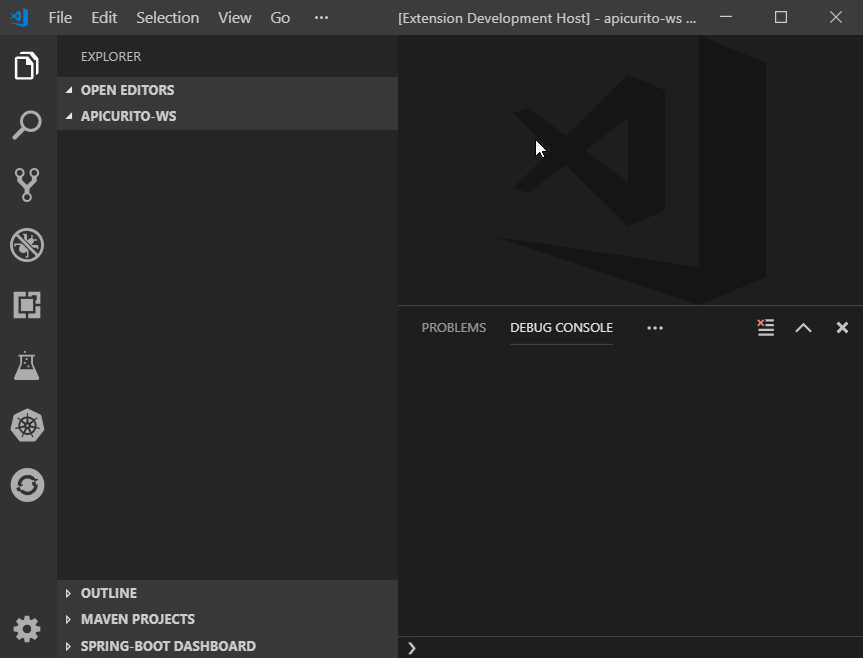 File Edit Selection View Go ··· [Extension Development Host] - apicurito-ws ...
EXPLORER
OPEN EDITORS
APICURITO-WS
PROBLEMS DEBUG CONSOLE ···
OUTLINE
MAVEN PROJECTS
SPRING-BOOT DASHBOARD